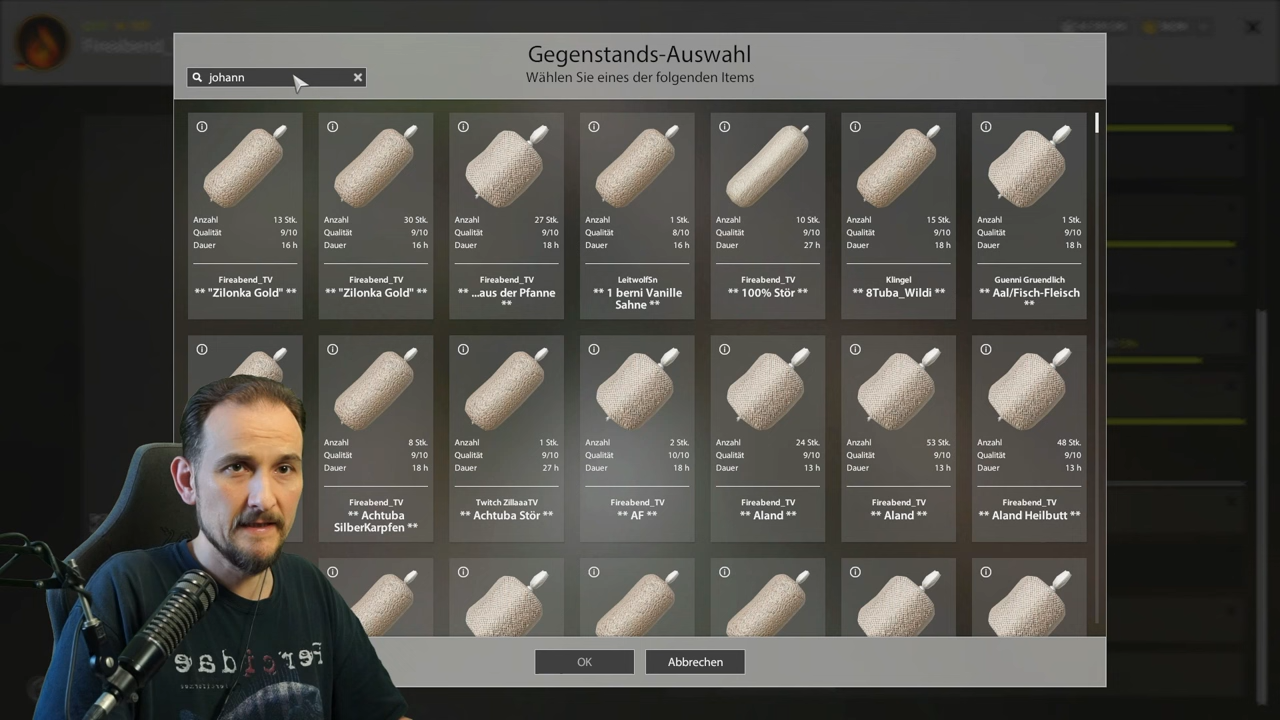 Gegenstands-Auswahl
Wählen Sie eines der folgenden Items
johann
Anzahl 13 Stk.
Qualität 9/10
Dauer 16 h
Fireabend_TV
** "Zilonka Gold" **
Anzahl 30 Stk.
Qualität 9/10
Dauer 16 h
Fireabend_TV
** "Zilonka Gold" **
Anzahl 27 Stk.
Qualität 9/10
Dauer 18 h
Fireabend_TV
** ...aus der Pfanne
**
Anzahl 1 Stk.
Qualität 8/10
Dauer 16 h
LeitwolfSn
** 1 berni Vanille
Sahne **
Anzahl 10 Stk.
Qualität 9/10
Dauer 27 h
Fireabend_TV
** 100% Stör **
Anzahl 15 Stk.
Qualität 9/10
Dauer 18 h
Klingel
** 8Tuba_Wildi **
Anzahl 1 Stk.
Qualität 9/10
Dauer 18 h
Guenni Gruendlich
** Aal/Fisch-Fleisch
**
Anzahl 8 Stk.
Qualität 9/10
Dauer 18 h
Fireabend_TV
** Achtuba
SilberKarpfen **
Anzahl 1 Stk.
Qualität 9/10
Dauer 27 h
Twitch ZillaaaTV
** Achtuba Stör **
Anzahl 2 Stk.
Qualität 10/10
Dauer 18 h
Fireabend_TV
** AF **
Anzahl 24 Stk.
Qualität 9/10
Dauer 13 h
Fireabend_TV
** Aland **
Anzahl 53 Stk.
Qualität 9/10
Dauer 13 h
Fireabend_TV
** Aland **
Anzahl 48 Stk.
Qualität 9/10
Dauer 13 h
Fireabend_TV
** Aland Heilbutt **
OK
Abbrechen